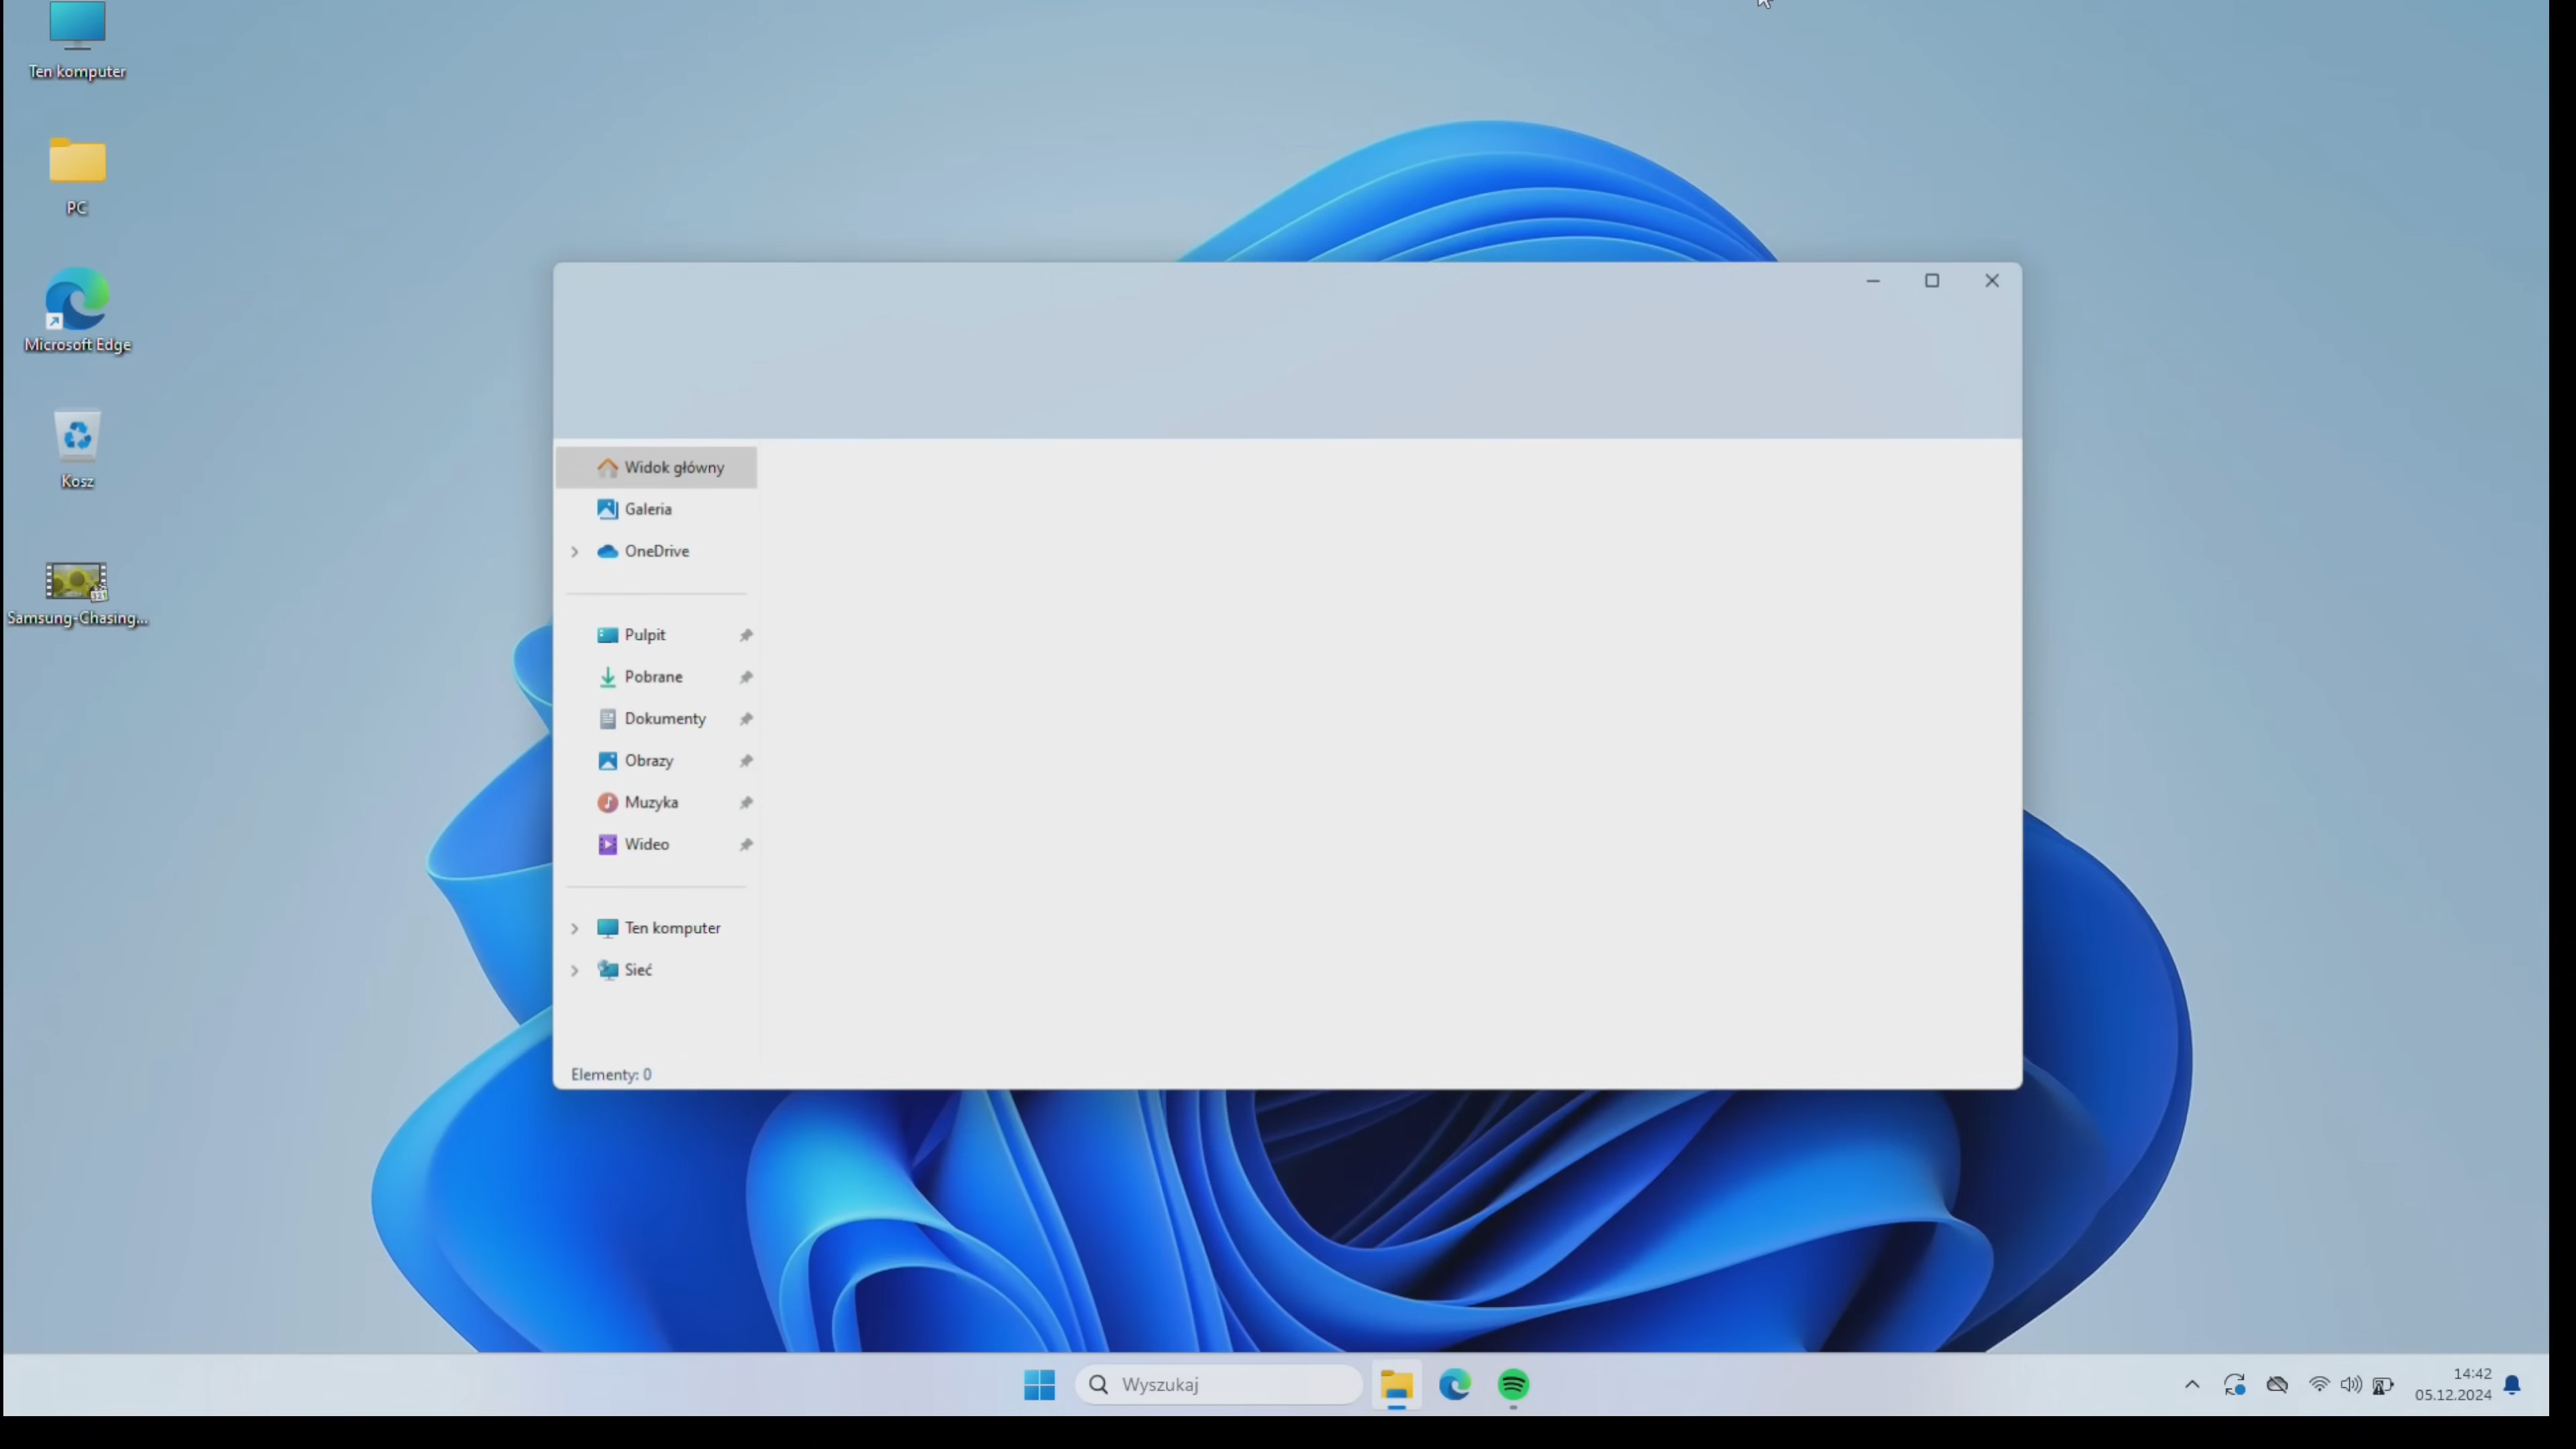 Ten komputer
PC
Microsoft Edge
Kosz
Samsung-Chasing...
Widok główny
Galeria
OneDrive
Pulpit
Pobrane
Dokumenty
Obrazy
Muzyka
Wideo
Ten komputer
Sieć
Elementy: 0
Wyszukaj
14:42
05.12.2024